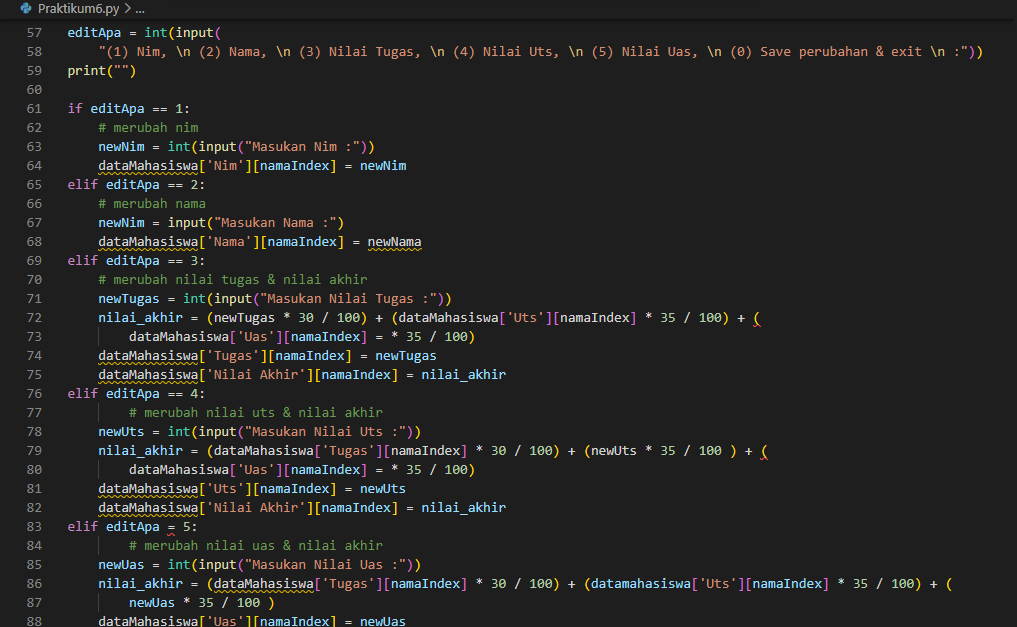 Praktikum6.py > ...
57 editApa = int(input(
58 "(1) Nim, \n (2) Nama, \n (3) Nilai Tugas, \n (4) Nilai Uts, \n (5) Nilai Uas, \n (0) Save perubahan & exit \n :"))
59 print("")
60
61 if editApa == 1:
62 # merubah nim
63 newNim = int(input("Masukan Nim :"))
64 dataMahasiswa['Nim'][namaIndex] = newNim
65 elif editApa == 2:
66 # merubah nama
67 newNim = input("Masukan Nama :")
68 dataMahasiswa['Nama'][namaIndex] = newNama
69 elif editApa == 3:
70 # merubah nilai tugas & nilai akhir
71 newTugas = int(input("Masukan Nilai Tugas :"))
72 nilai_akhir = (newTugas * 30 / 100) + (dataMahasiswa['Uts'][namaIndex] * 35 / 100) + (
73 dataMahasiswa['Uas'][namaIndex] = * 35 / 100)
74 dataMahasiswa['Tugas'][namaIndex] = newTugas
75 dataMahasiswa['Nilai Akhir'][namaIndex] = nilai_akhir
76 elif editApa == 4:
77 # merubah nilai uts & nilai akhir
78 newUts = int(input("Masukan Nilai Uts :"))
79 nilai_akhir = (dataMahasiswa['Tugas'][namaIndex] * 30 / 100) + (newUts * 35 / 100 ) + (
80 dataMahasiswa['Uas'][namaIndex] = * 35 / 100)
81 dataMahasiswa['Uts'][namaIndex] = newUts
82 dataMahasiswa['Nilai Akhir'][namaIndex] = nilai_akhir
83 elif editApa = 5:
84 # merubah nilai uas & nilai akhir
85 newUas = int(input("Masukan Nilai Uas :"))
86 nilai_akhir = (dataMahasiswa['Tugas'][namaIndex] * 30 / 100) + (datamahasiswa['Uts'][namaIndex] * 35 / 100) + (
87 newUas * 35 / 100 )
88 dataMahasiswa['Uas'][namaIndex] = newUas